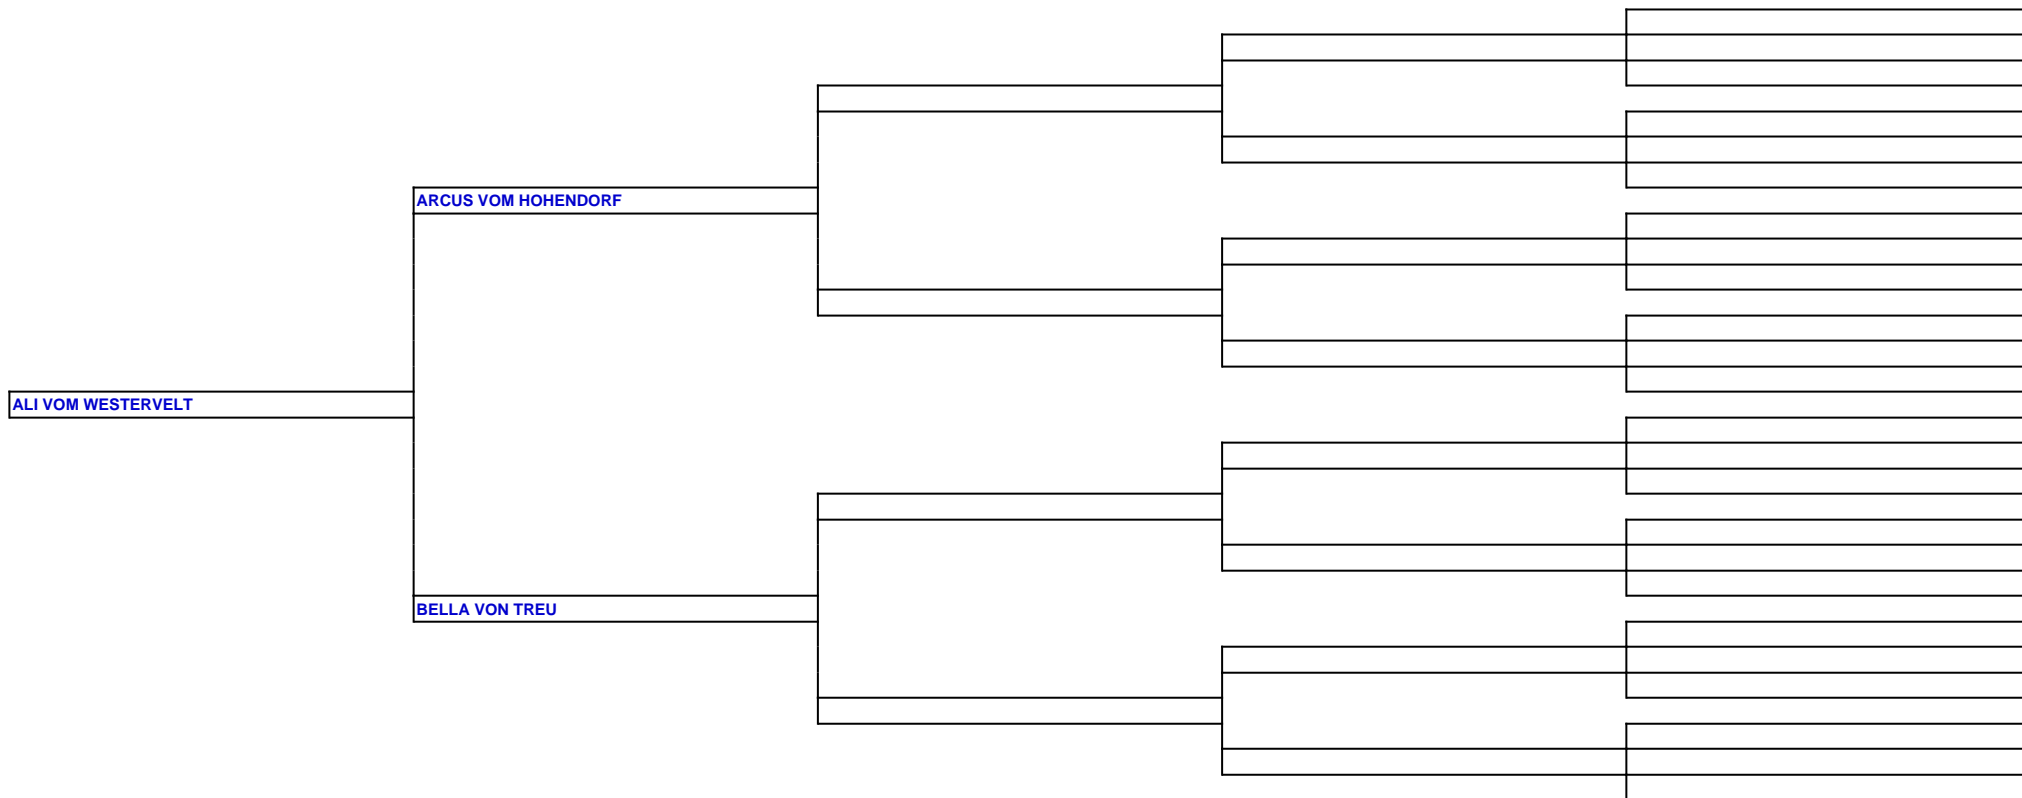 ARCUS VOM HOHENDORF
ALI VOM WESTERVELT
BELLA VON TREU